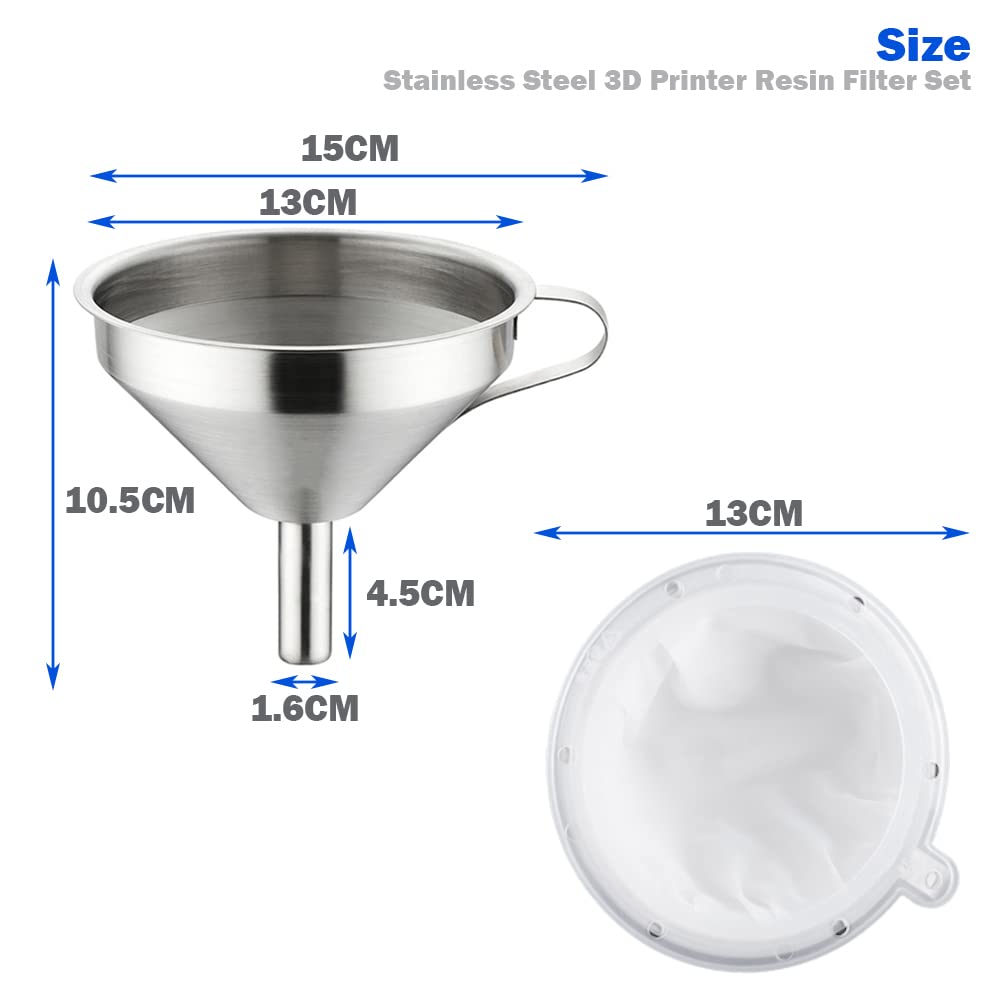 Size
Stainless Steel 3D Printer Resin Filter Set
15CM
13CM
10.5CM
4.5CM
1.6CM
13CM